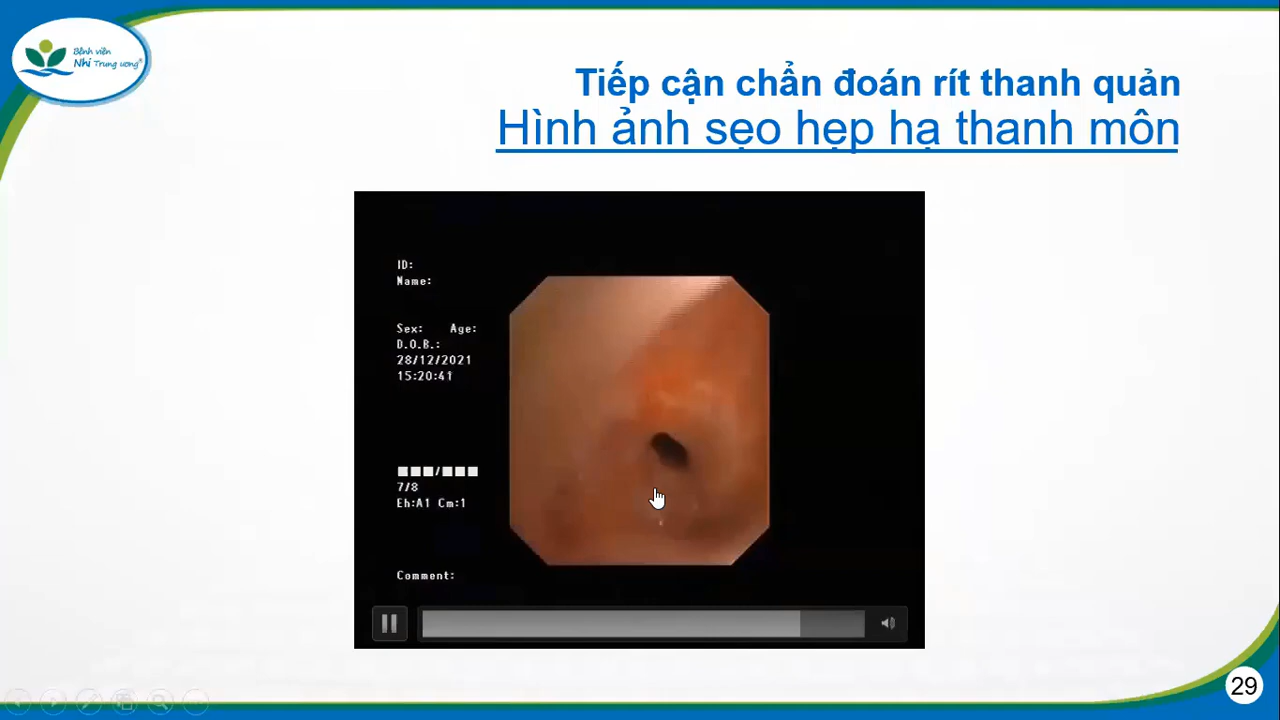 Bệnh viện
Nhi Trung ương®
Tiếp cận chẩn đoán rít thanh quản
Hình ảnh sẹo hẹp hạ thanh môn
ID:
Name:
Sex: Age:
D.O.B.:
28/12/2021
15:20:41
■■■/■■■
7/8
Eh:A1 Cm:1
Comment:
29